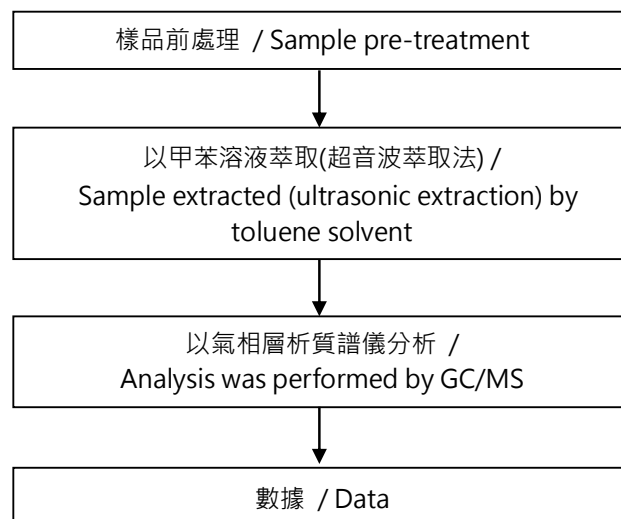 樣品前處理 / Sample pre-treatment
以甲苯溶液萃取(超音波萃取法) /
Sample extracted (ultrasonic extraction) by
toluene solvent
以氣相層析質譜儀分析 /
Analysis was performed by GC/MS
數據 / Data